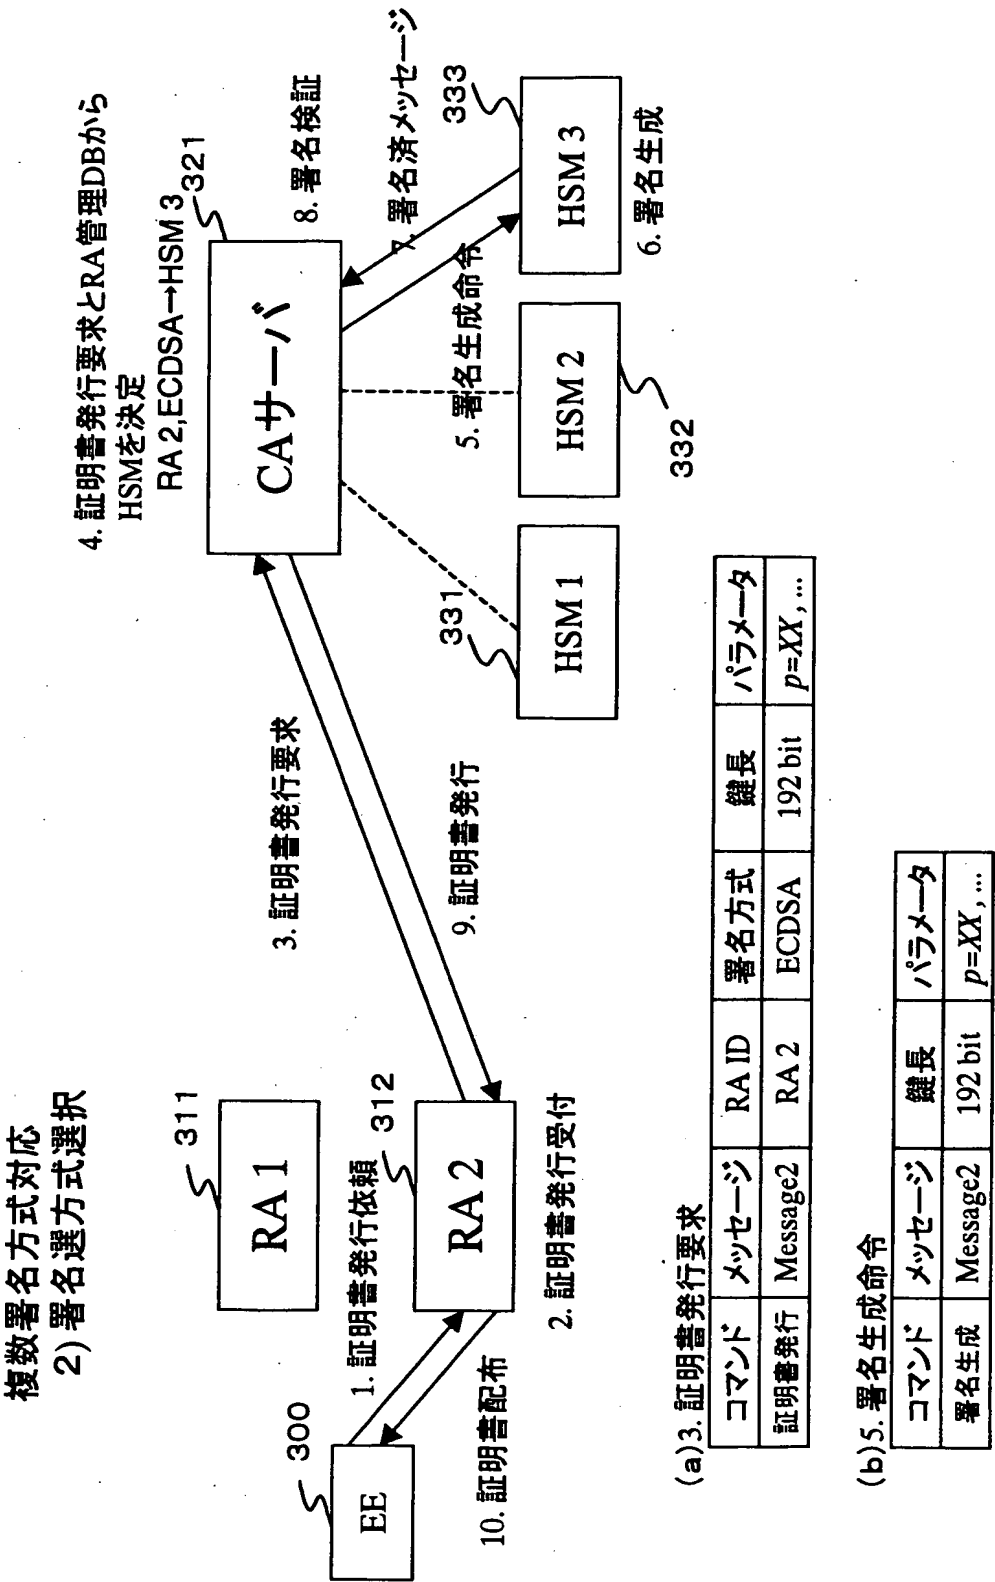 複数署名方式対応
2)署名選方式選択
4. 証明書発行要求とRA管理DBから
HSMを決定
RA 2,ECDSA→HSM 3
321
CAサーバ
8. 署名検証
7. 署名済メッセージ
5. 署名生成命令
333
HSM 3
6. 署名生成
HSM 2
332
331
HSM 1
3. 証明書発行要求
9. 証明書発行
311
RA 1
312
RA 2
2. 証明書発行受付
1. 証明書発行依頼
300
EE
10. 証明書配布
(a)3. 証明書発行要求
コマンド メッセージ RA ID 署名方式 鍵長 パラメータ
証明書発行 Message2 RA 2 ECDSA 192 bit p=XX, ...
(b)5. 署名生成命令
コマンド メッセージ 鍵長 パラメータ
署名生成 Message2 192 bit p=XX, ...